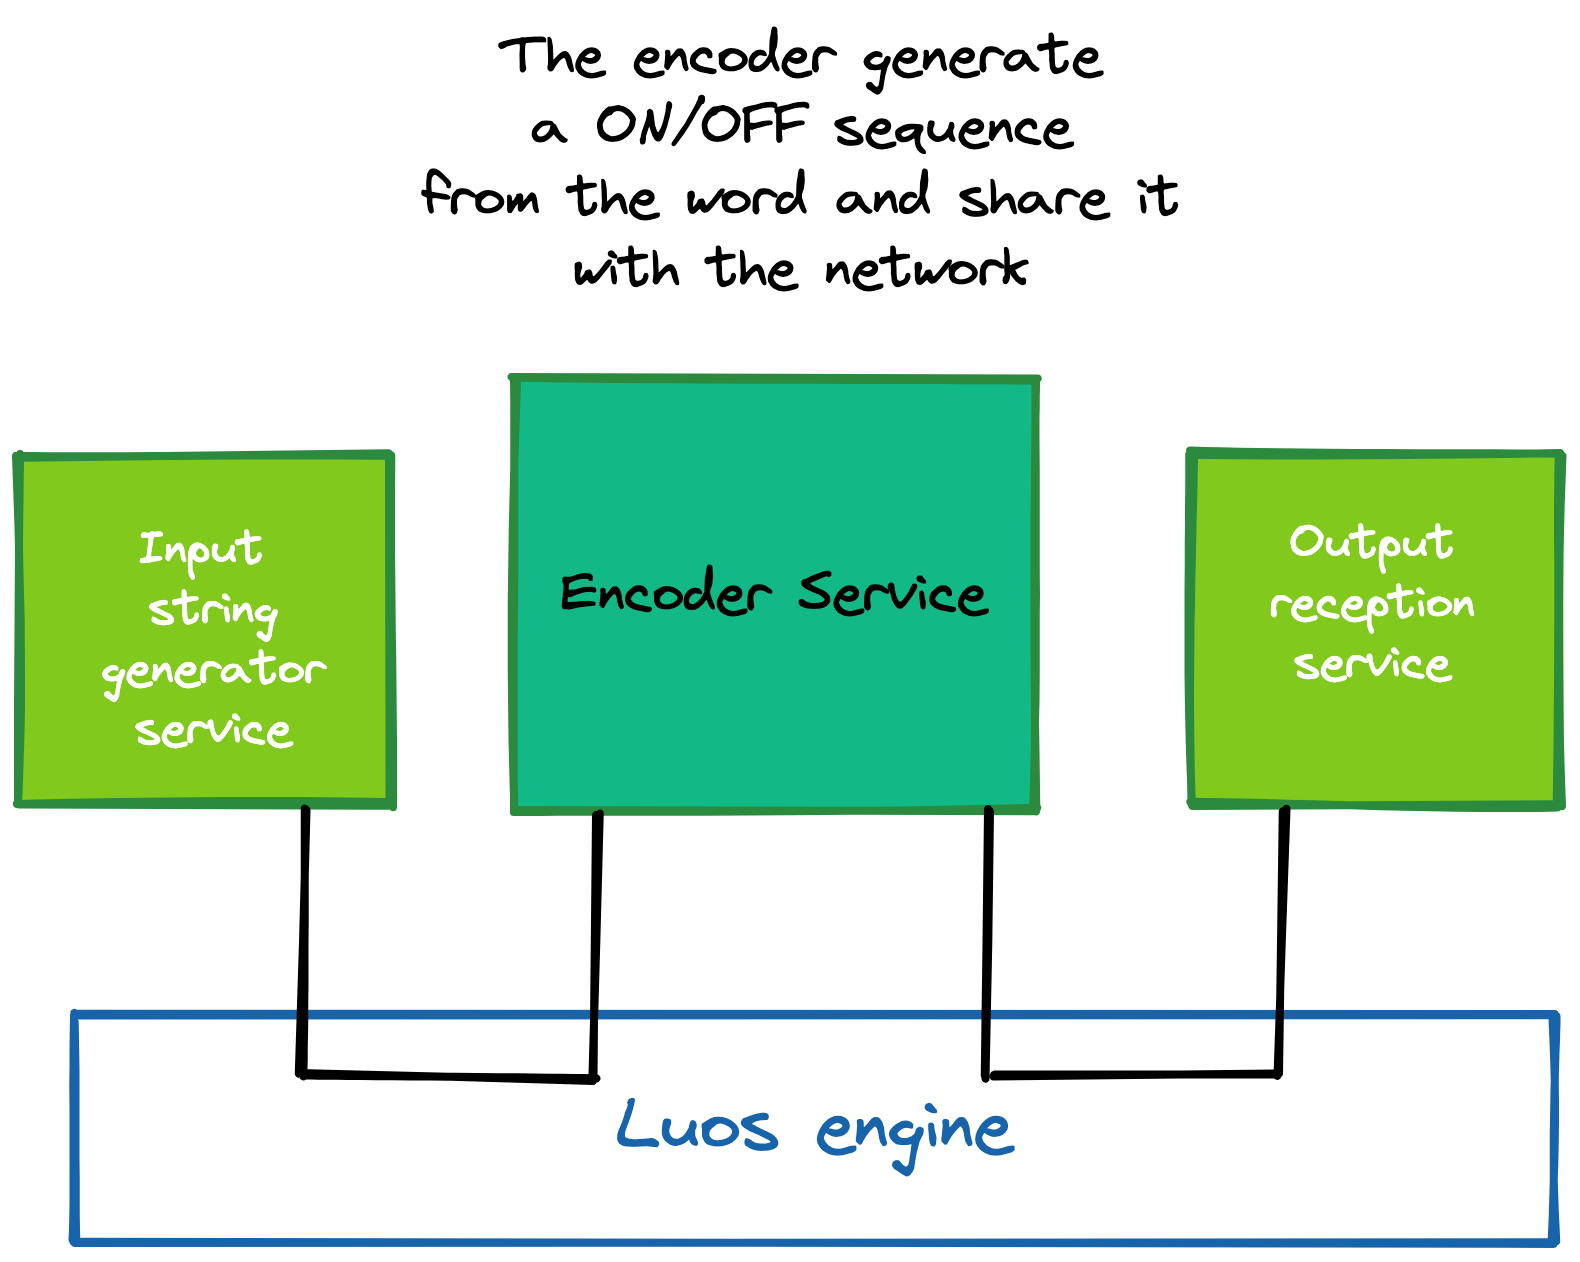 The encoder generate
a ON/OFF sequence
from the word and share it
with the network
Input
string
generator
service
Encoder Service
Output
reception
service
Luos engine